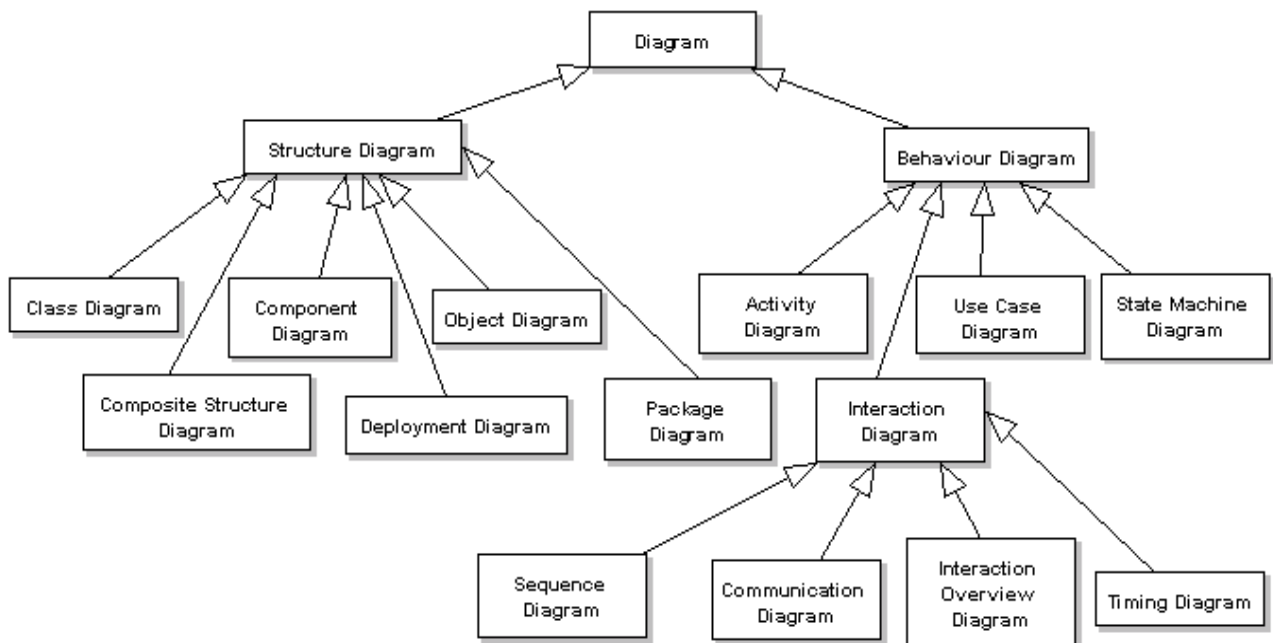 Diagram
Structure Diagram
Behaviour Diagram
Class Diagram
Component
Diagram
Object Diagram
Activity
Diagram
Use Case
Diagram
State Machine
Diagram
Composite Structure
Diagram
Deployment Diagram
Package
Diagram
Interaction
Diagram
Sequence
Diagram
Communication
Diagram
Interaction
Overview
Diagram
Timing Diagram